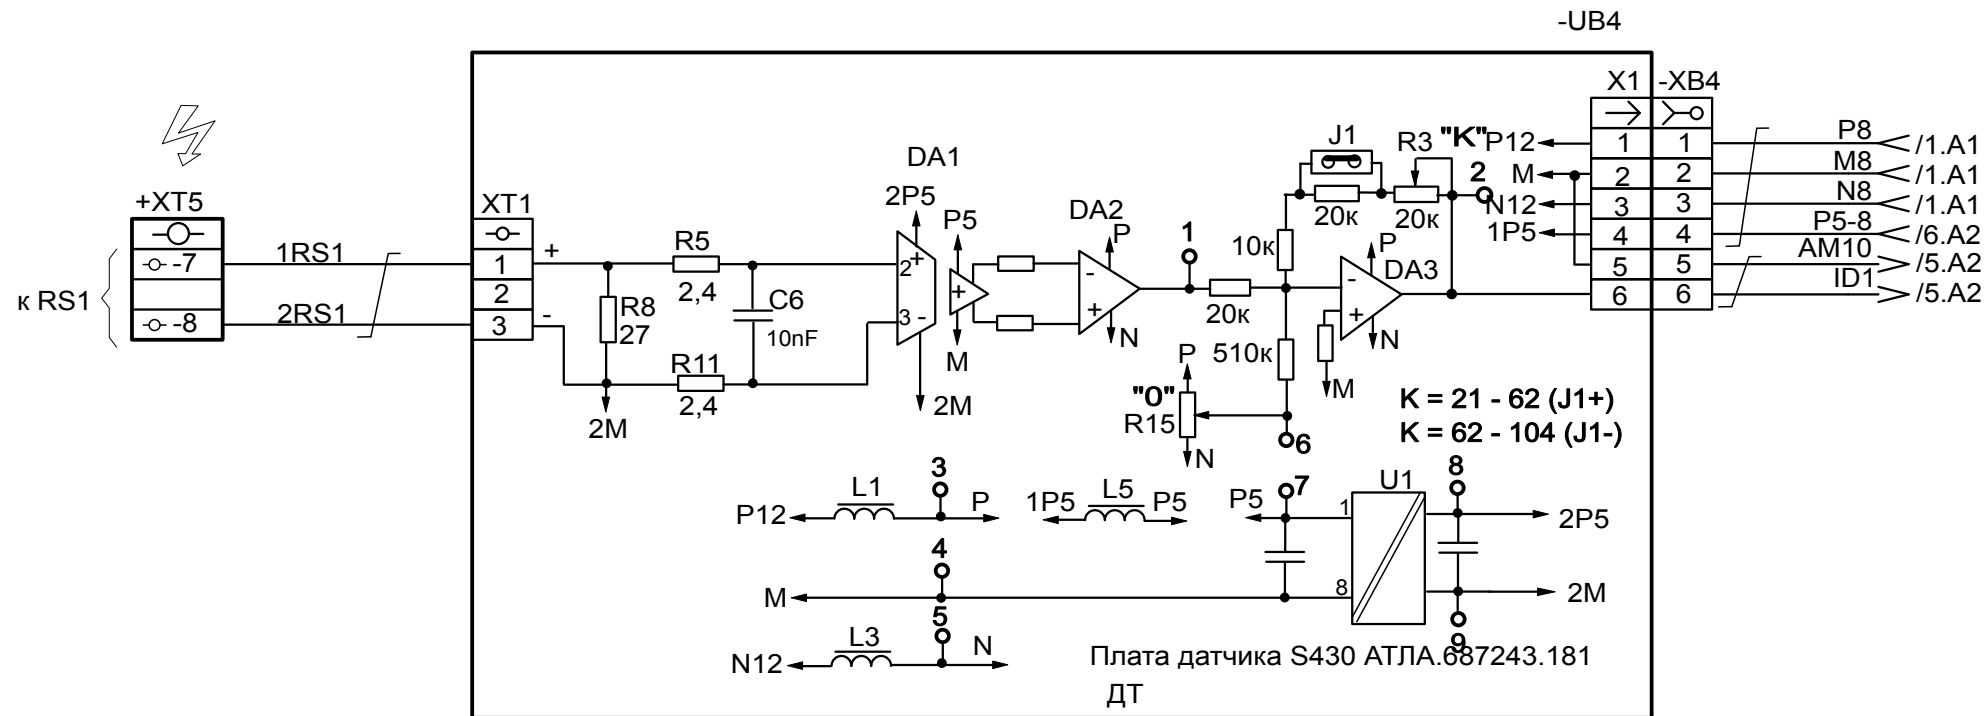 -UB4
X1 -XB4
1 1 P8 /1.A1
2 2 M8 /1.A1
3 3 N8 /1.A1
4 4 P5-8 /6.A2
5 5 AM10 /5.A2
6 6 ID1 /5.A2
P12
M
N12
1P5
+XT5
-7
-8
к RS1
1RS1
2RS1
XT1
1 +
2
3 -
R5
2,4
R8
27
C6
10nF
R11
2,4
2M
DA1
2P5
2 +
3 -
2M
P5
+
M
DA2
P
-
+
N
1
20к
10к
J1
20к
R3 "K"
20к
2
P
DA3
-
+
N
M
510к
P
"0"
R15
N
6
K = 21 - 62 (J1+)
K = 62 - 104 (J1-)
P12 L1 3 P
1P5 L5 P5
P5 7 1 U1 8 2P5
M 4 8 9 2M
N12 L3 5 N
Плата датчика S430 АТЛА.687243.181
ДТ